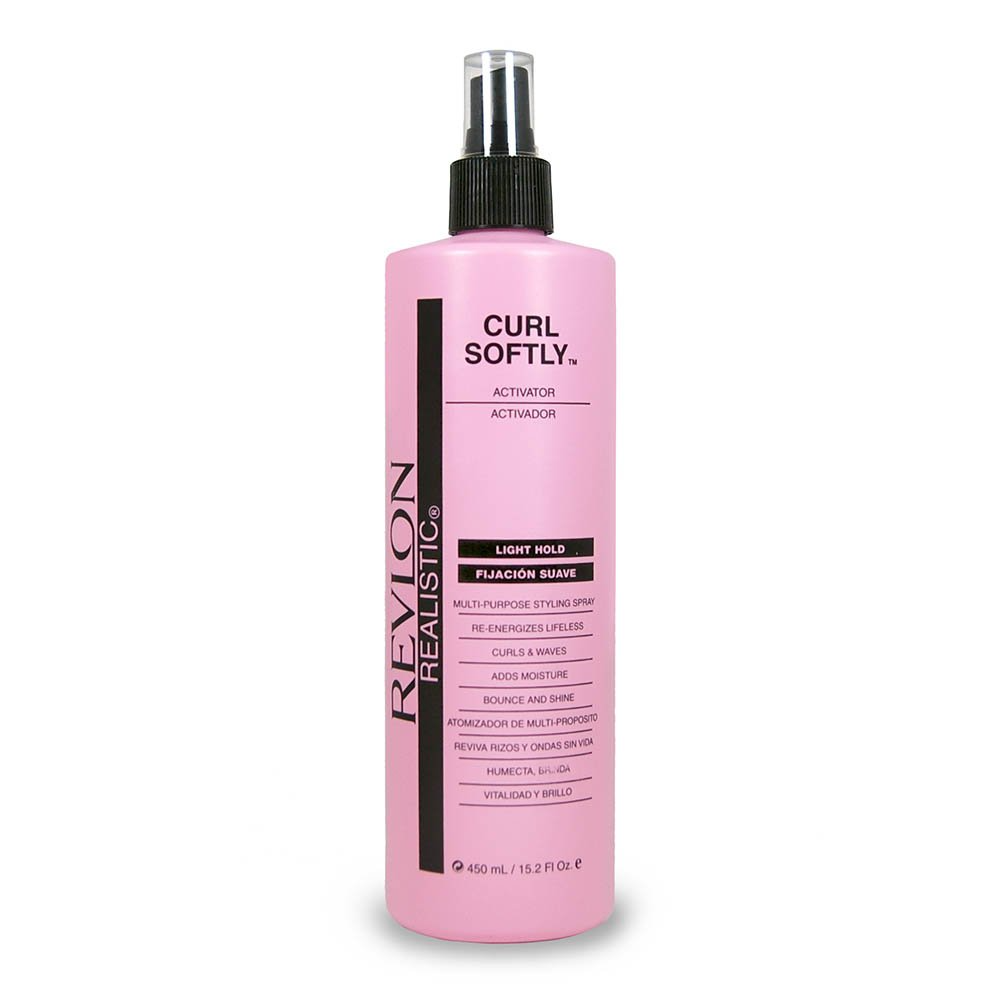 CURL
SOFTLY™
ACTIVATOR
ACTIVADOR
REVLON
REALISTIC®
LIGHT HOLD
FIJACIÓN SUAVE
MULTI-PURPOSE STYLING SPRAY
RE-ENERGIZES LIFELESS
CURLS & WAVES
ADDS MOISTURE
BOUNCE AND SHINE
ATOMIZADOR DE MULTI-PROPOSITO
REVIVA RIZOS Y ONDAS SIN VIDA
HUMECTA, BRINDA
VITALIDAD Y BRILLO
450 mL / 15.2 Fl Oz. e